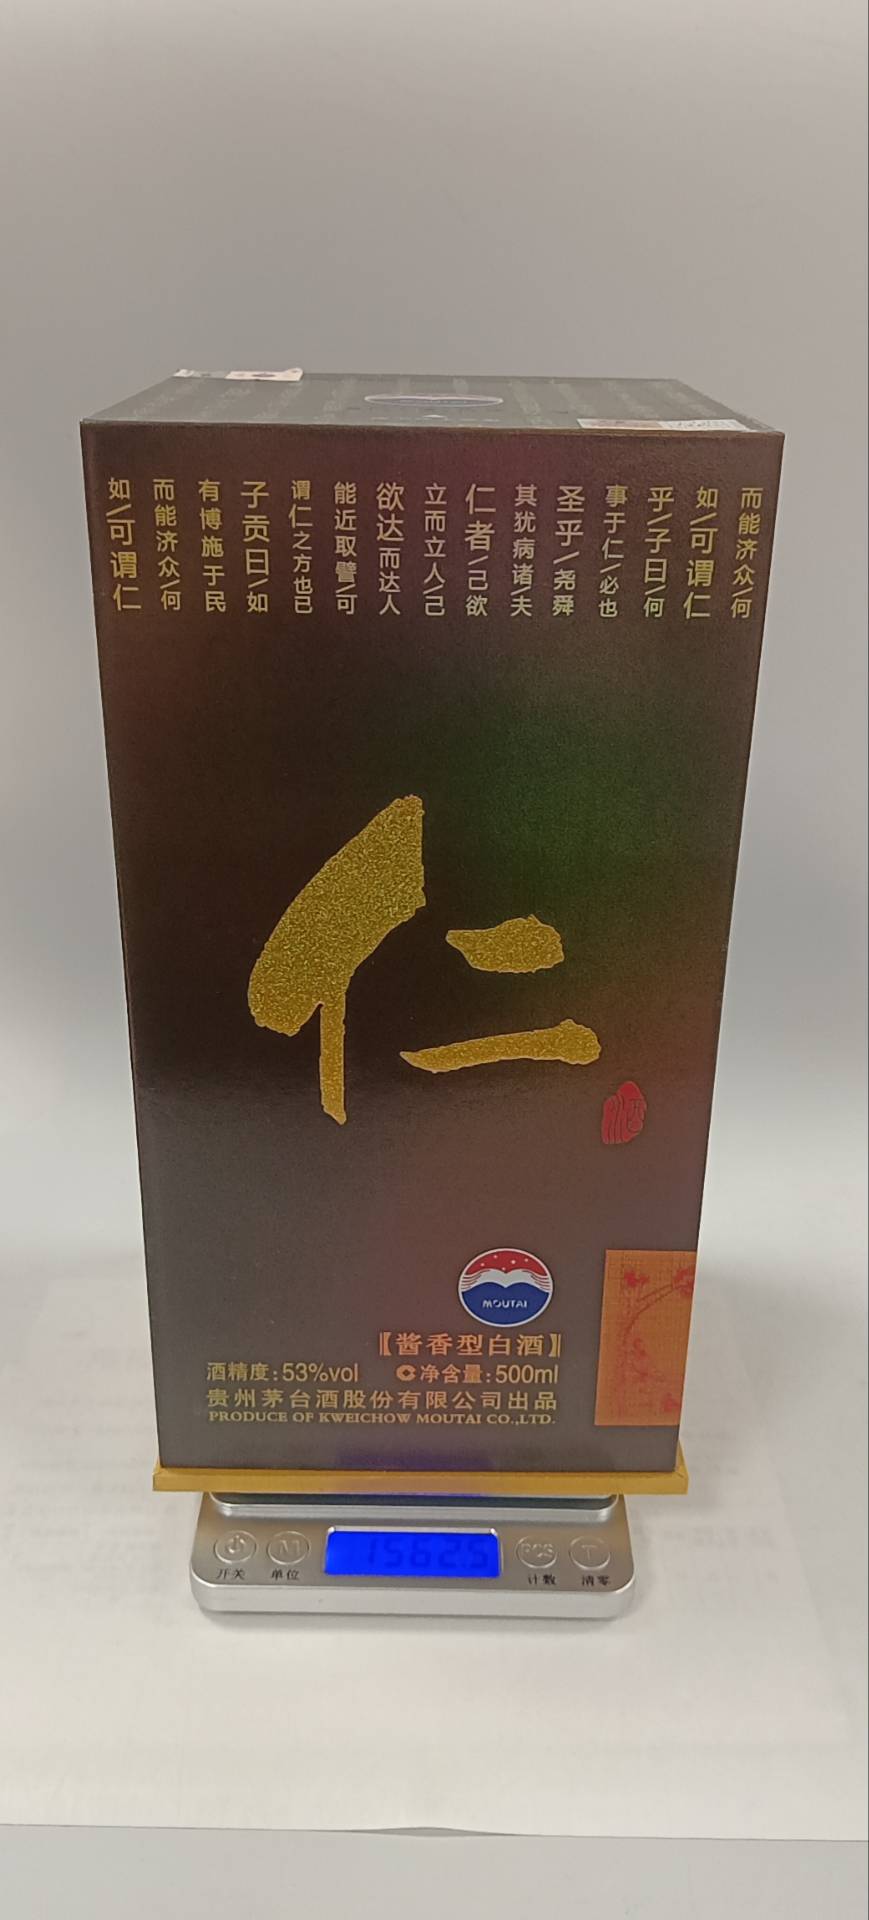 如/可谓仁
而能济众/何
有博施于民
子贡曰/如
谓仁之方也已
能近取譬/可
欲达而达人
立而立人/己
仁者/己欲
其犹病诸/夫
圣乎/尧舜
事于仁/必也
乎/子曰/何
如/可谓仁
而能济众/何
仁
酒
MOUTAI
【酱香型白酒】
酒精度:53%vol 净含量:500ml
贵州茅台酒股份有限公司出品
PRODUCE OF KWEICHOW MOUTAI CO.,LTD.
M 1562.5 PCS T
开关 单位 计数 清零